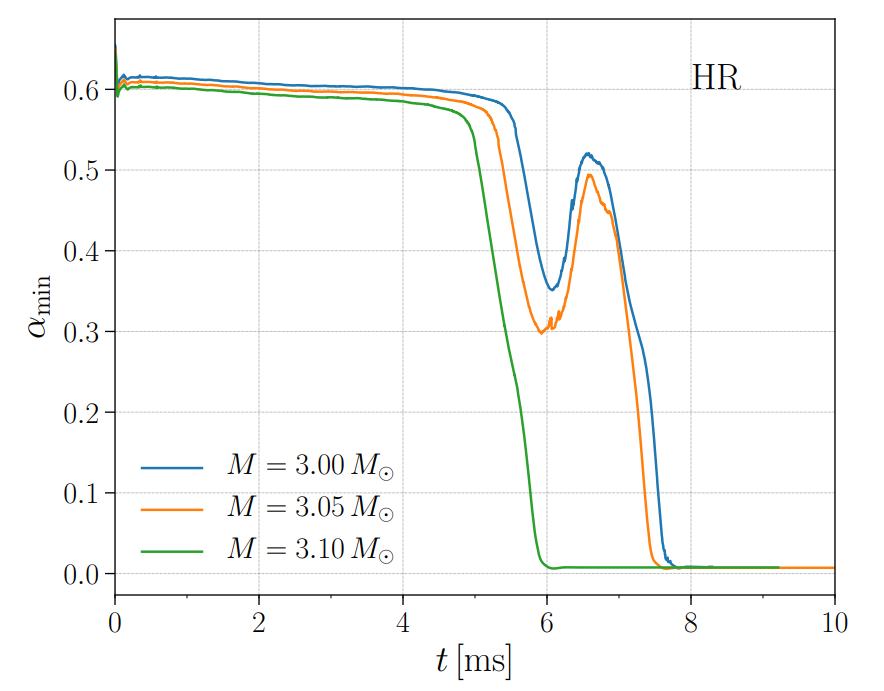 HR
0.6
0.5
0.4
0.3
0.2
0.1
0.0
α_min
M = 3.00 M_⊙
M = 3.05 M_⊙
M = 3.10 M_⊙
0 2 4 6 8 10
t [ms]